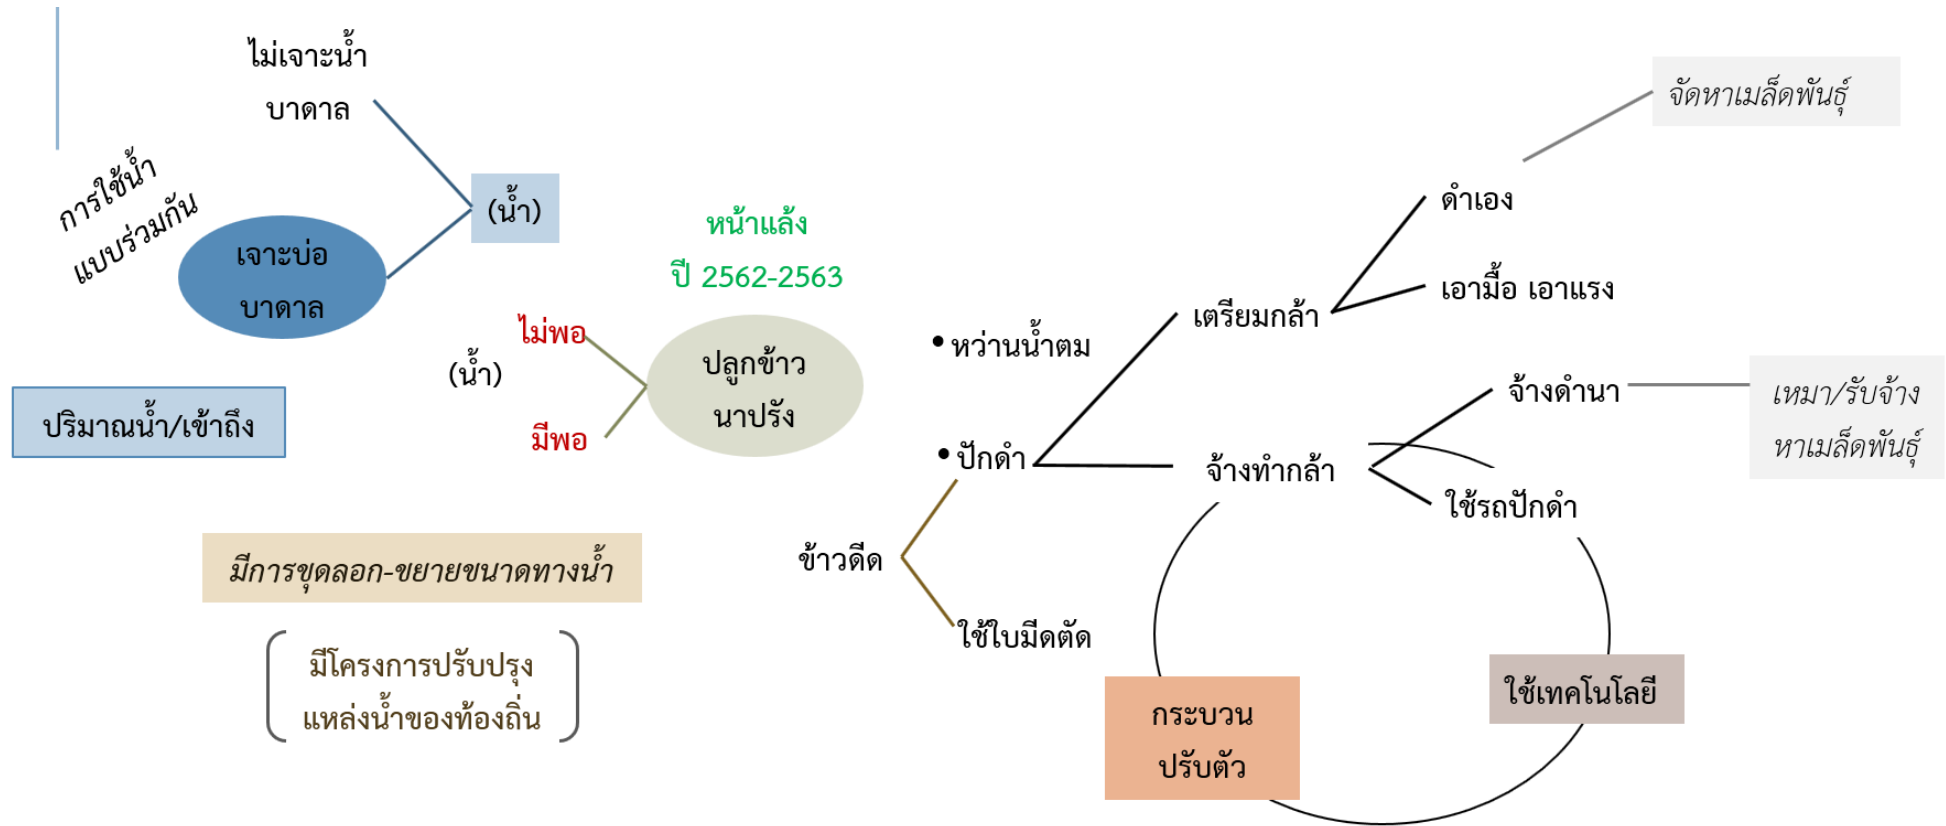 ไม่เจาะน้ำ
บาดาล
การใช้น้ำ
แบบร่วมกัน
(น้ำ)
เจาะบ่อ
บาดาล
ปริมาณน้ำ/เข้าถึง
หน้าแล้ง
ปี 2562-2563
ไม่พอ
(น้ำ)
มีพอ
ปลูกข้าว
นาปรัง
มีการขุดลอก-ขยายขนาดทางน้ำ
มีโครงการปรับปรุง
แหล่งน้ำของท้องถิ่น
• หว่านน้ำตม
• ปักดำ
ข้าวดีด
ใช้ใบมีดตัด
เตรียมกล้า
จ้างทำกล้า
ดำเอง
เอามื้อ เอาแรง
จ้างดำนา
ใช้รถปักดำ
จัดหาเมล็ดพันธุ์
เหมา/รับจ้าง
หาเมล็ดพันธุ์
ใช้เทคโนโลยี
กระบวน
ปรับตัว